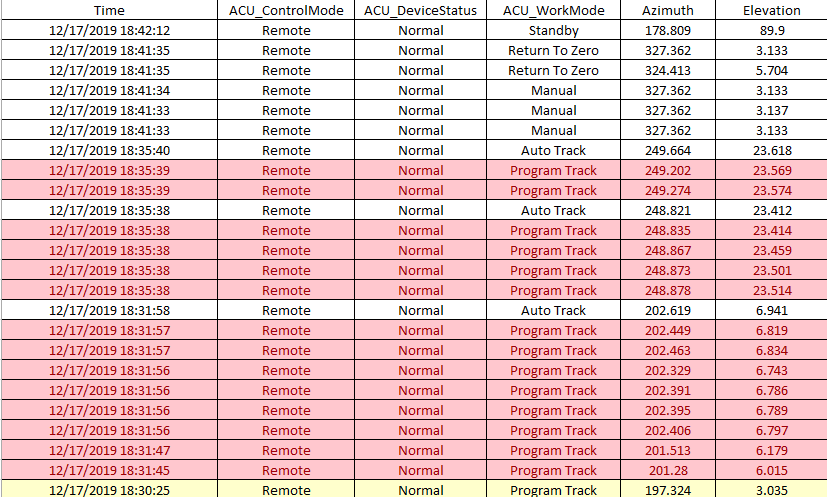 Time ACU_ControlMode ACU_DeviceStatus ACU_WorkMode Azimuth Elevation
12/17/2019 18:42:12 Remote Normal Standby 178.809 89.9
12/17/2019 18:41:35 Remote Normal Return To Zero 327.362 3.133
12/17/2019 18:41:35 Remote Normal Return To Zero 324.413 5.704
12/17/2019 18:41:34 Remote Normal Manual 327.362 3.133
12/17/2019 18:41:33 Remote Normal Manual 327.362 3.137
12/17/2019 18:41:33 Remote Normal Manual 327.362 3.133
12/17/2019 18:35:40 Remote Normal Auto Track 249.664 23.618
12/17/2019 18:35:39 Remote Normal Program Track 249.202 23.569
12/17/2019 18:35:39 Remote Normal Program Track 249.274 23.574
12/17/2019 18:35:38 Remote Normal Auto Track 248.821 23.412
12/17/2019 18:35:38 Remote Normal Program Track 248.835 23.414
12/17/2019 18:35:38 Remote Normal Program Track 248.867 23.459
12/17/2019 18:35:38 Remote Normal Program Track 248.873 23.501
12/17/2019 18:35:38 Remote Normal Program Track 248.878 23.514
12/17/2019 18:31:58 Remote Normal Auto Track 202.619 6.941
12/17/2019 18:31:57 Remote Normal Program Track 202.449 6.819
12/17/2019 18:31:57 Remote Normal Program Track 202.463 6.834
12/17/2019 18:31:56 Remote Normal Program Track 202.329 6.743
12/17/2019 18:31:56 Remote Normal Program Track 202.391 6.786
12/17/2019 18:31:56 Remote Normal Program Track 202.395 6.789
12/17/2019 18:31:56 Remote Normal Program Track 202.406 6.797
12/17/2019 18:31:47 Remote Normal Program Track 201.513 6.179
12/17/2019 18:31:45 Remote Normal Program Track 201.28 6.015
12/17/2019 18:30:25 Remote Normal Program Track 197.324 3.035